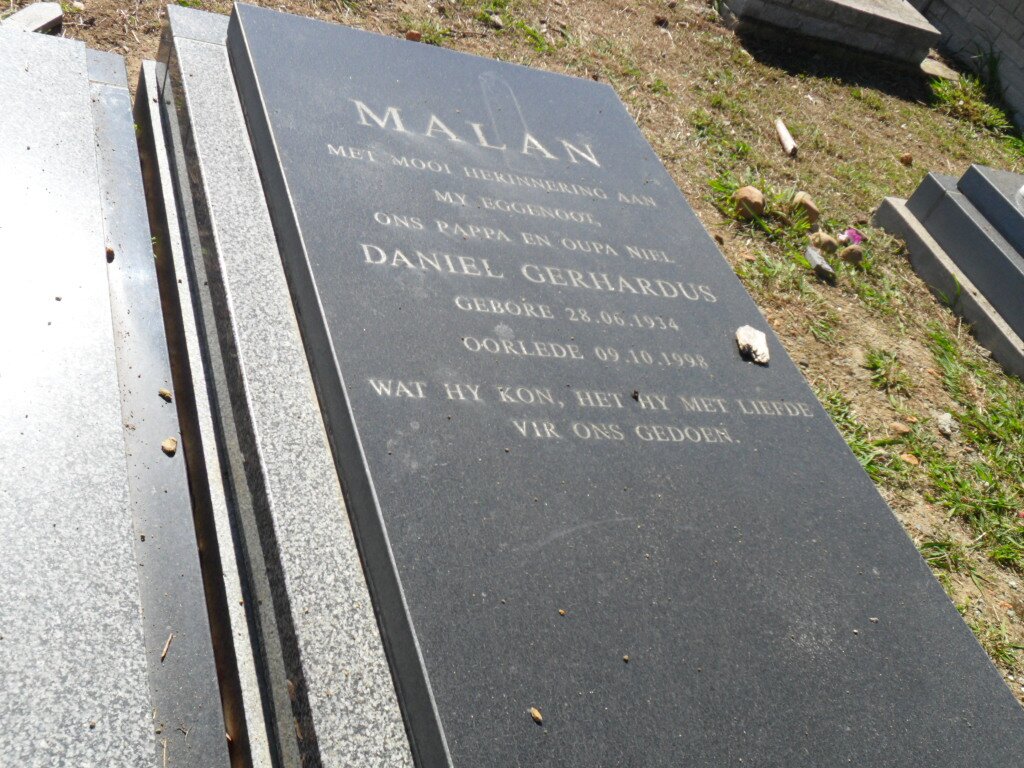 MALAN
MET MOOI HERINNERING AAN
MY EGGENOOT,
ONS PAPPA EN OUPA NIEL
DANIEL GERHARDUS
GEBORE 28.06.1934
OORLEDE 09.10.1998
WAT HY KON, HET HY MET LIEFDE
VIR ONS GEDOEN.